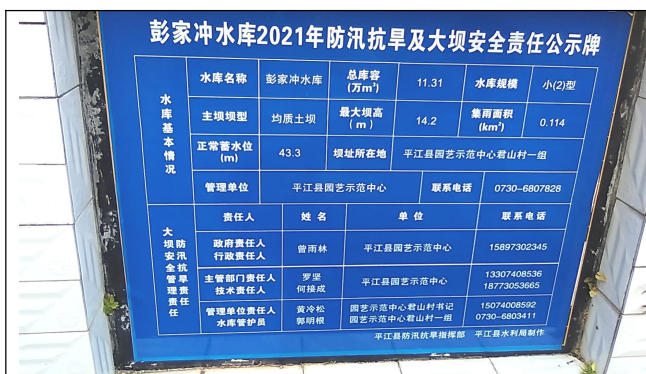 彭家冲水库2021年防汛抗旱及大坝安全责任公示牌
水库基本情况
水库名称 彭家冲水库 总库容(万m³) 11.31 水库规模 小(2)型
主坝坝型 均质土坝 最大坝高(m) 14.2 集雨面积(km²) 0.114
正常蓄水位(m) 43.3 坝址所在地 平江县园艺示范中心君山村一组
管理单位 平江县园艺示范中心 联系电话 0730-6807828
大坝安全管理责任
防汛抗旱责任
责任人 姓名 单位 联系电话
政府责任人 行政责任人 曾雨林 平江县园艺示范中心 15897302345
主管部门责任人 罗坚 平江县园艺示范中心 13307408536
技术责任人 何接成 18773053665
管理单位责任人 黄冷松 园艺示范中心君山村书记 15074008592
水库管护员 郭明根 园艺示范中心君山村一组 0730-6803411
平江县防汛抗旱指挥部 平江县水利局制作